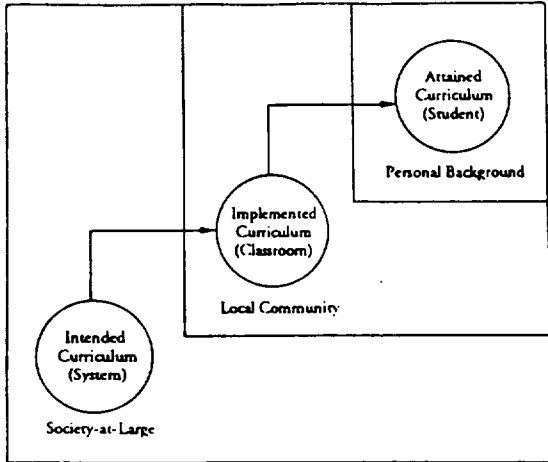 Attained
Curriculum
(Student)
Personal Background
Implemented
Curriculum
(Classroom)
Local Community
Intended
Curriculum
(System)
Society-at-Large